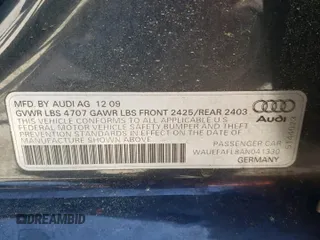 MFD. BY AUDI AG 12 09
GVWR LBS 4707 GAWR LBS FRONT 2425/REAR 2403
THIS VEHICLE CONFORMS TO ALL APPLICABLE
FEDERAL MOTOR VEHICLE SAFETY, BUMPER AND THEFT
PREVENTION STANDARDS IN EFFECT ON THE DATE OF
MANUFACTURE SHOWN ABOVE.
Audi
PASSENGER CAR
WAUEFAFL8AN041330
GERMANY
DREAMBID